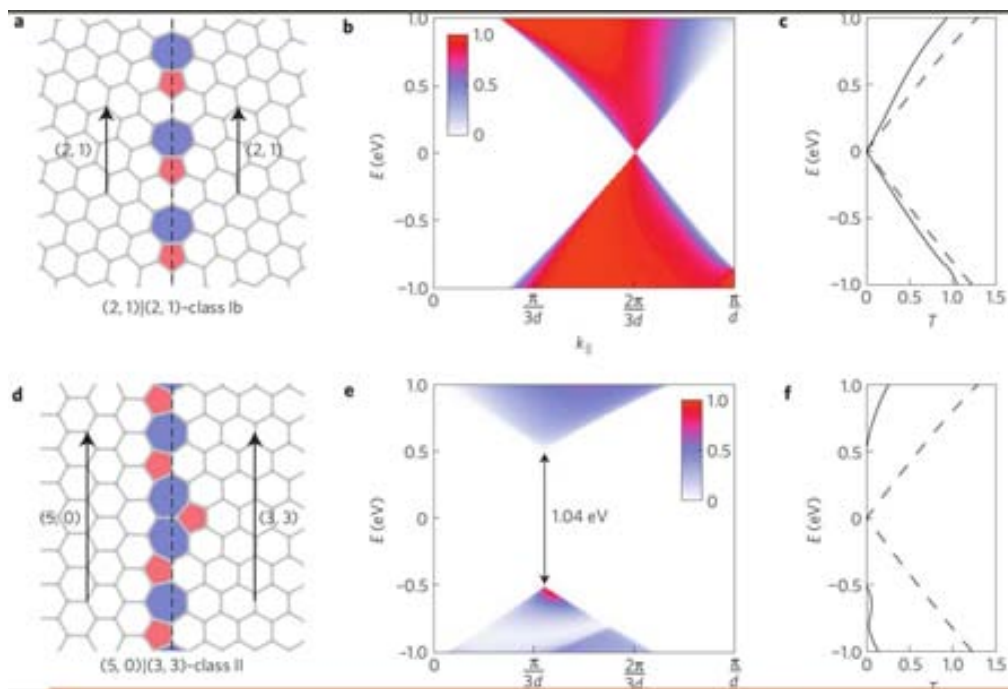 a
(2, 1)
(2, 1)
(2, 1)|(2, 1)-class Ib
b
1.0
0.5
0
1.0
0.5
0
−0.5
−1.0
E (eV)
0
π/3d
2π/3d
π/d
k||
c
1.0
0.5
0
−0.5
−1.0
E (eV)
0
0.5
1.0
1.5
T
d
(5, 0)
(3, 3)
(5, 0)|(3, 3)-class II
e
1.0
0.5
0
1.0
0.5
0
−0.5
−1.0
E (eV)
1.04 eV
0
π/3d
2π/3d
π/d
f
1.0
0.5
0
−0.5
−1.0
E (eV)
0
0.5
1.0
1.5
T